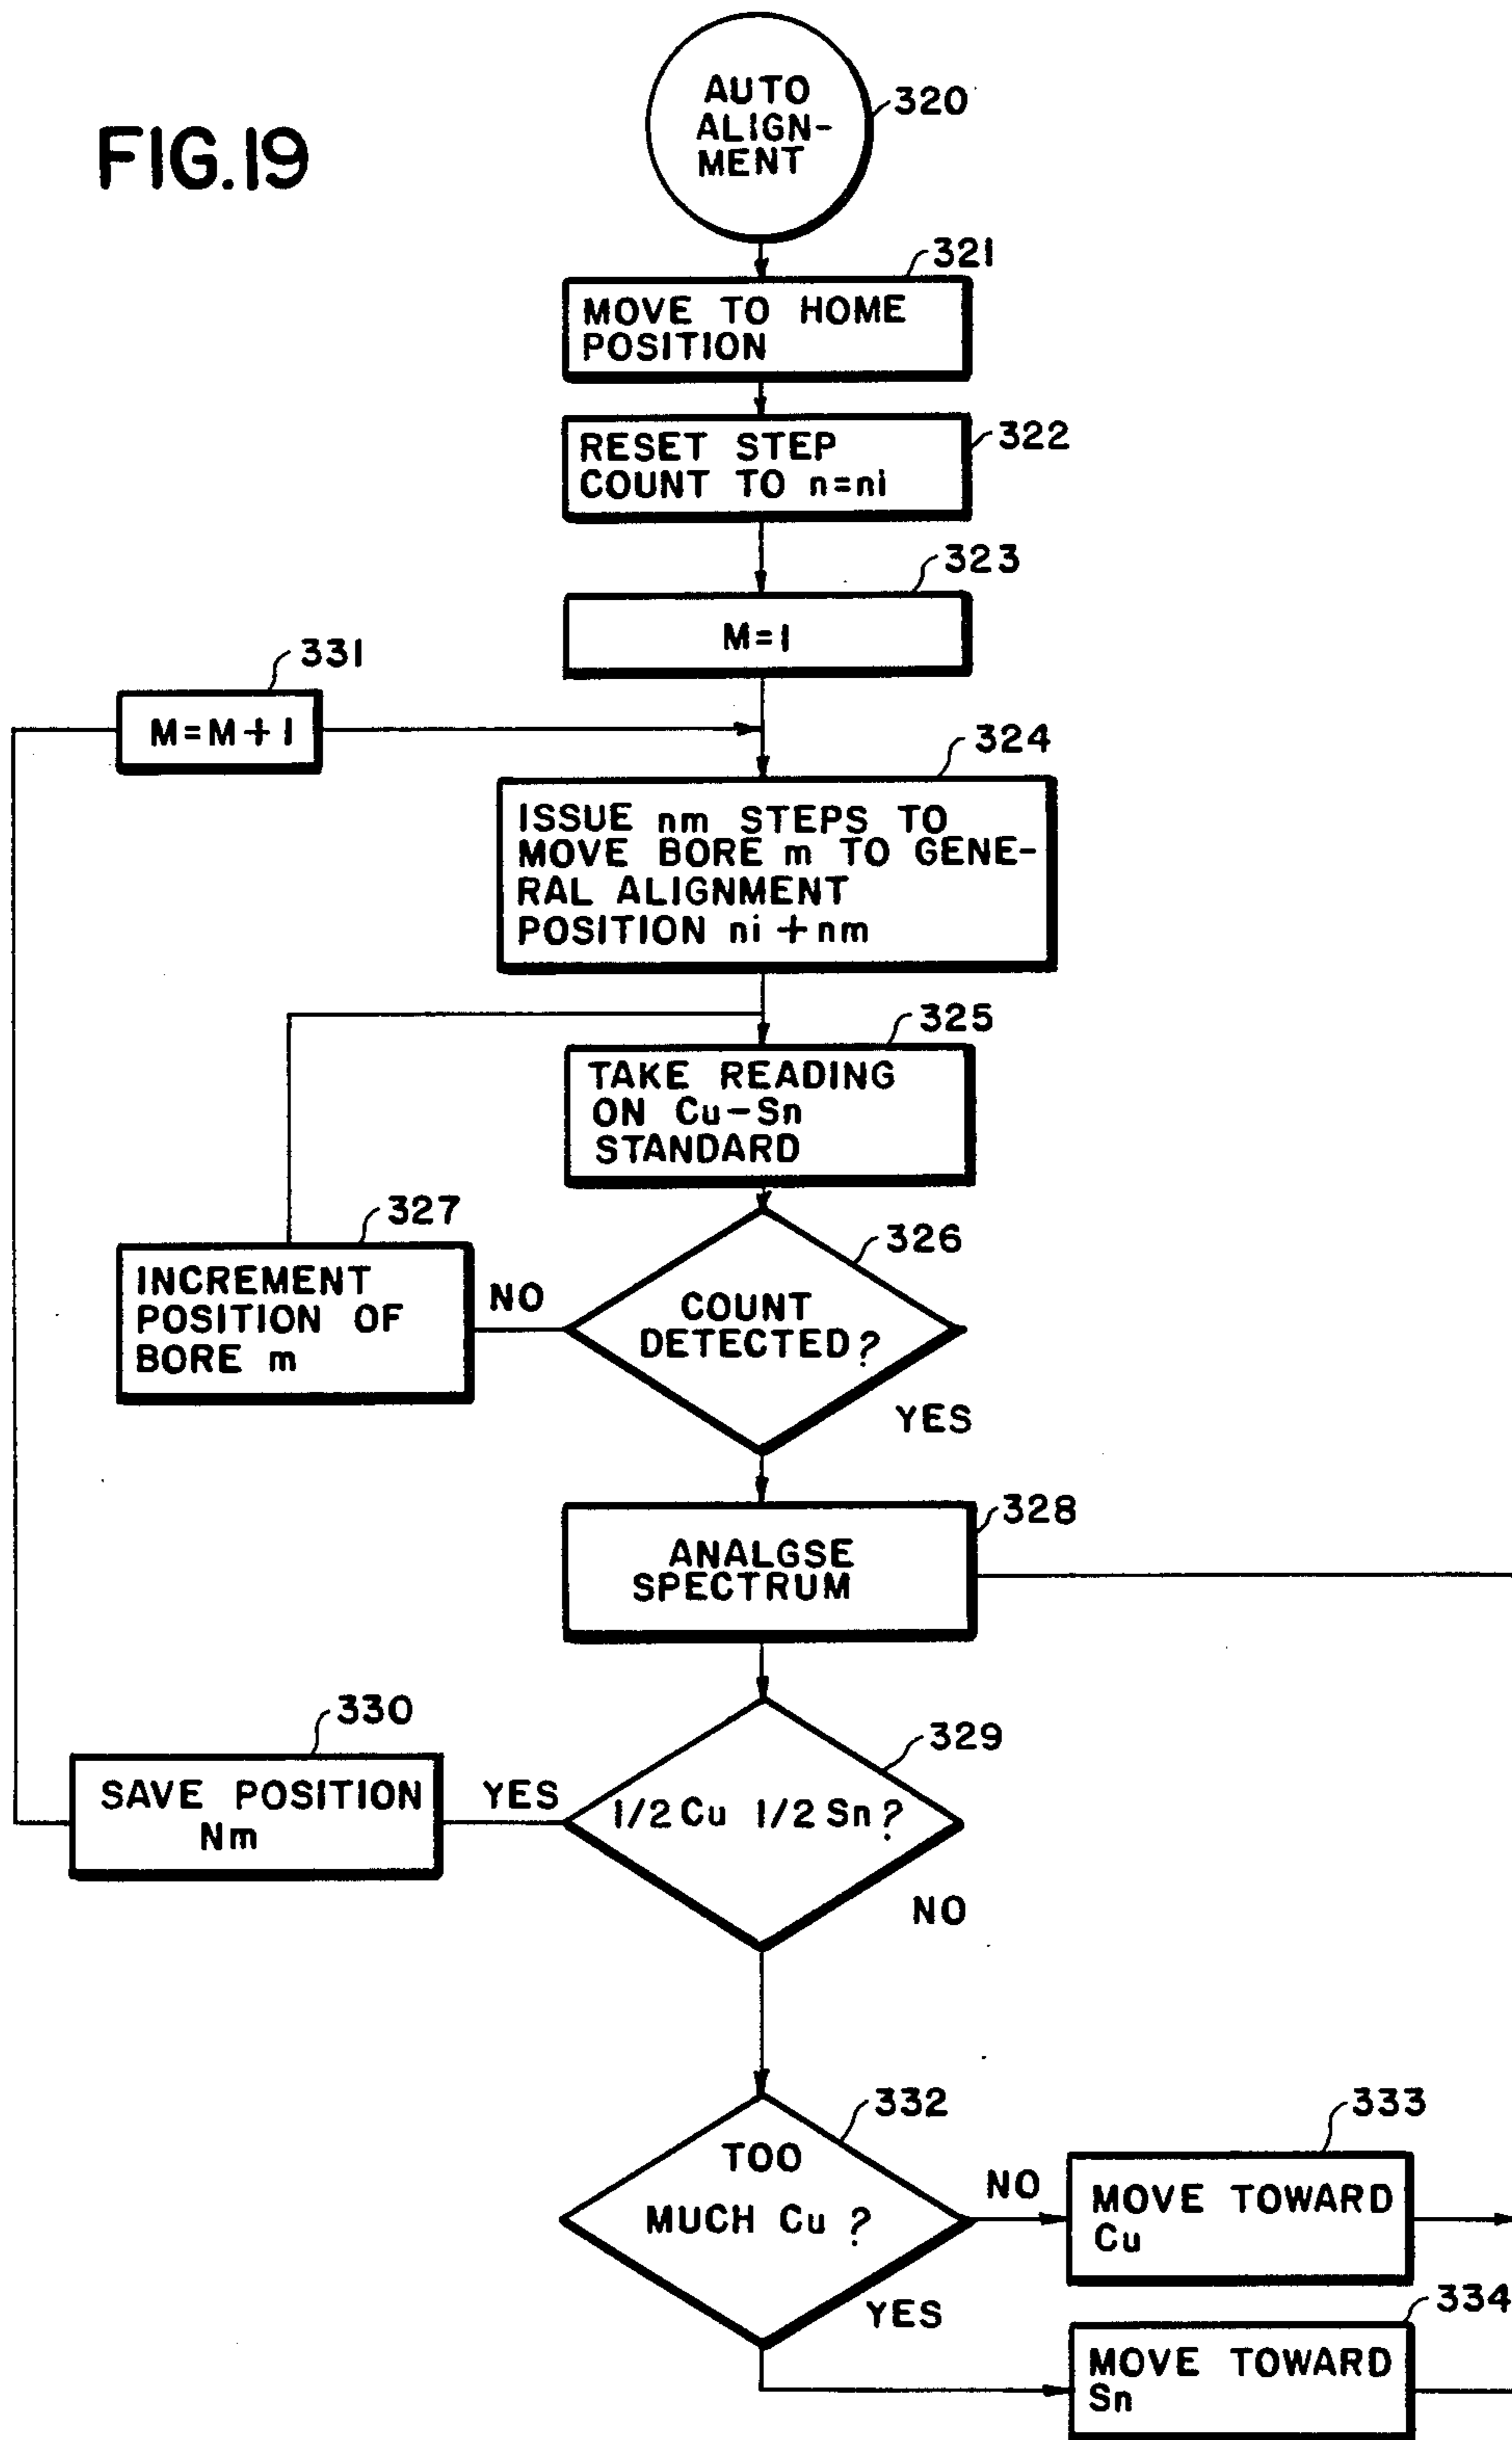 FIG.19
AUTO
ALIGN-
MENT
320
321
MOVE TO HOME
POSITION
322
RESET STEP
COUNT TO n=ni
323
M=1
331
M=M+1
324
ISSUE nm STEPS TO
MOVE BORE m TO GENE-
RAL ALIGNMENT
POSITION ni+nm
325
TAKE READING
ON Cu-Sn
STANDARD
327
INCREMENT
POSITION OF
BORE m
NO
326
COUNT
DETECTED?
YES
328
ANALGSE
SPECTRUM
330
SAVE POSITION
Nm
YES
329
1/2 Cu 1/2 Sn?
NO
332
TOO
MUCH Cu?
NO
333
MOVE TOWARD
Cu
YES
334
MOVE TOWARD
Sn